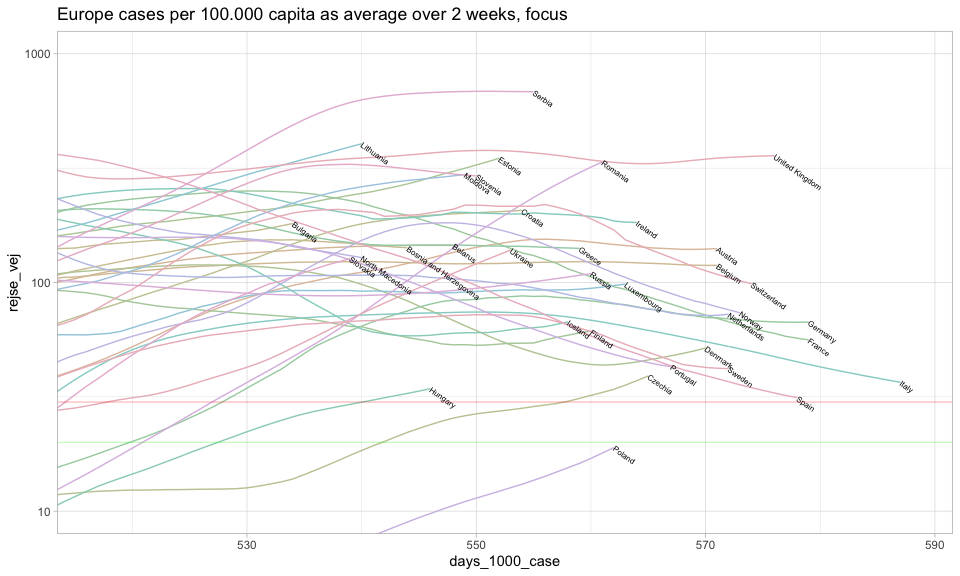 Europe cases per 100.000 capita as average over 2 weeks, focus
1000
Serbia
Lithuania
Estonia
United Kingdom
Romania
Slovenia
Moldova
Croatia
Bulgaria
Ireland
Austria
Belarus
Ukraine
Greece
Bosnia and Herzegovina
North Macedonia
Slovakia
Belgium
Russia
Switzerland
100
Luxembourg
Norway
Netherlands
Germany
Iceland
Finland
France
Denmark
Portugal
Sweden
Czechia
Italy
Hungary
Spain
Poland
10
rejse_vej
530
550
570
590
days_1000_case